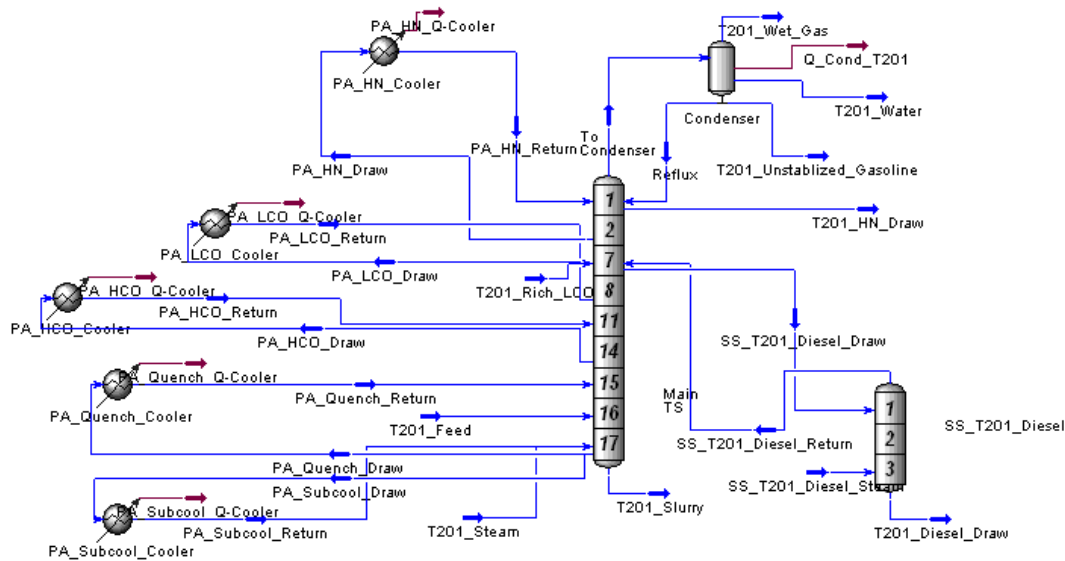 PA_HN_Q-Cooler
T201_Wet_Gas
Q_Cond_T201
PA_HN_Cooler
T201_Water
Condenser
To
Condenser
PA_HN_Return
PA_HN_Draw
Reflux
T201_Unstablized_Gasoline
PA_LCO_Q-Cooler
PA_LCO_Return
PA_LCO_Cooler
T201_HN_Draw
PA_LCO_Draw
T201_Rich_LCO
PA_HCO_Q-Cooler
PA_HCO_Return
PA_HCO_Cooler
PA_HCO_Draw
1
2
7
8
11
14
15
16
17
SS_T201_Diesel_Draw
PA_Quench_Q-Cooler
PA_Quench_Return
PA_Quench_Cooler
Main
TS
T201_Feed
SS_T201_Diesel_Return
1
2
3
SS_T201_Diesel
PA_Quench_Draw
SS_T201_Diesel_Steam
PA_Subcool_Draw
PA_Subcool_Q-Cooler
T201_Slurry
PA_Subcool_Return
T201_Steam
T201_Diesel_Draw
PA_Subcool_Cooler